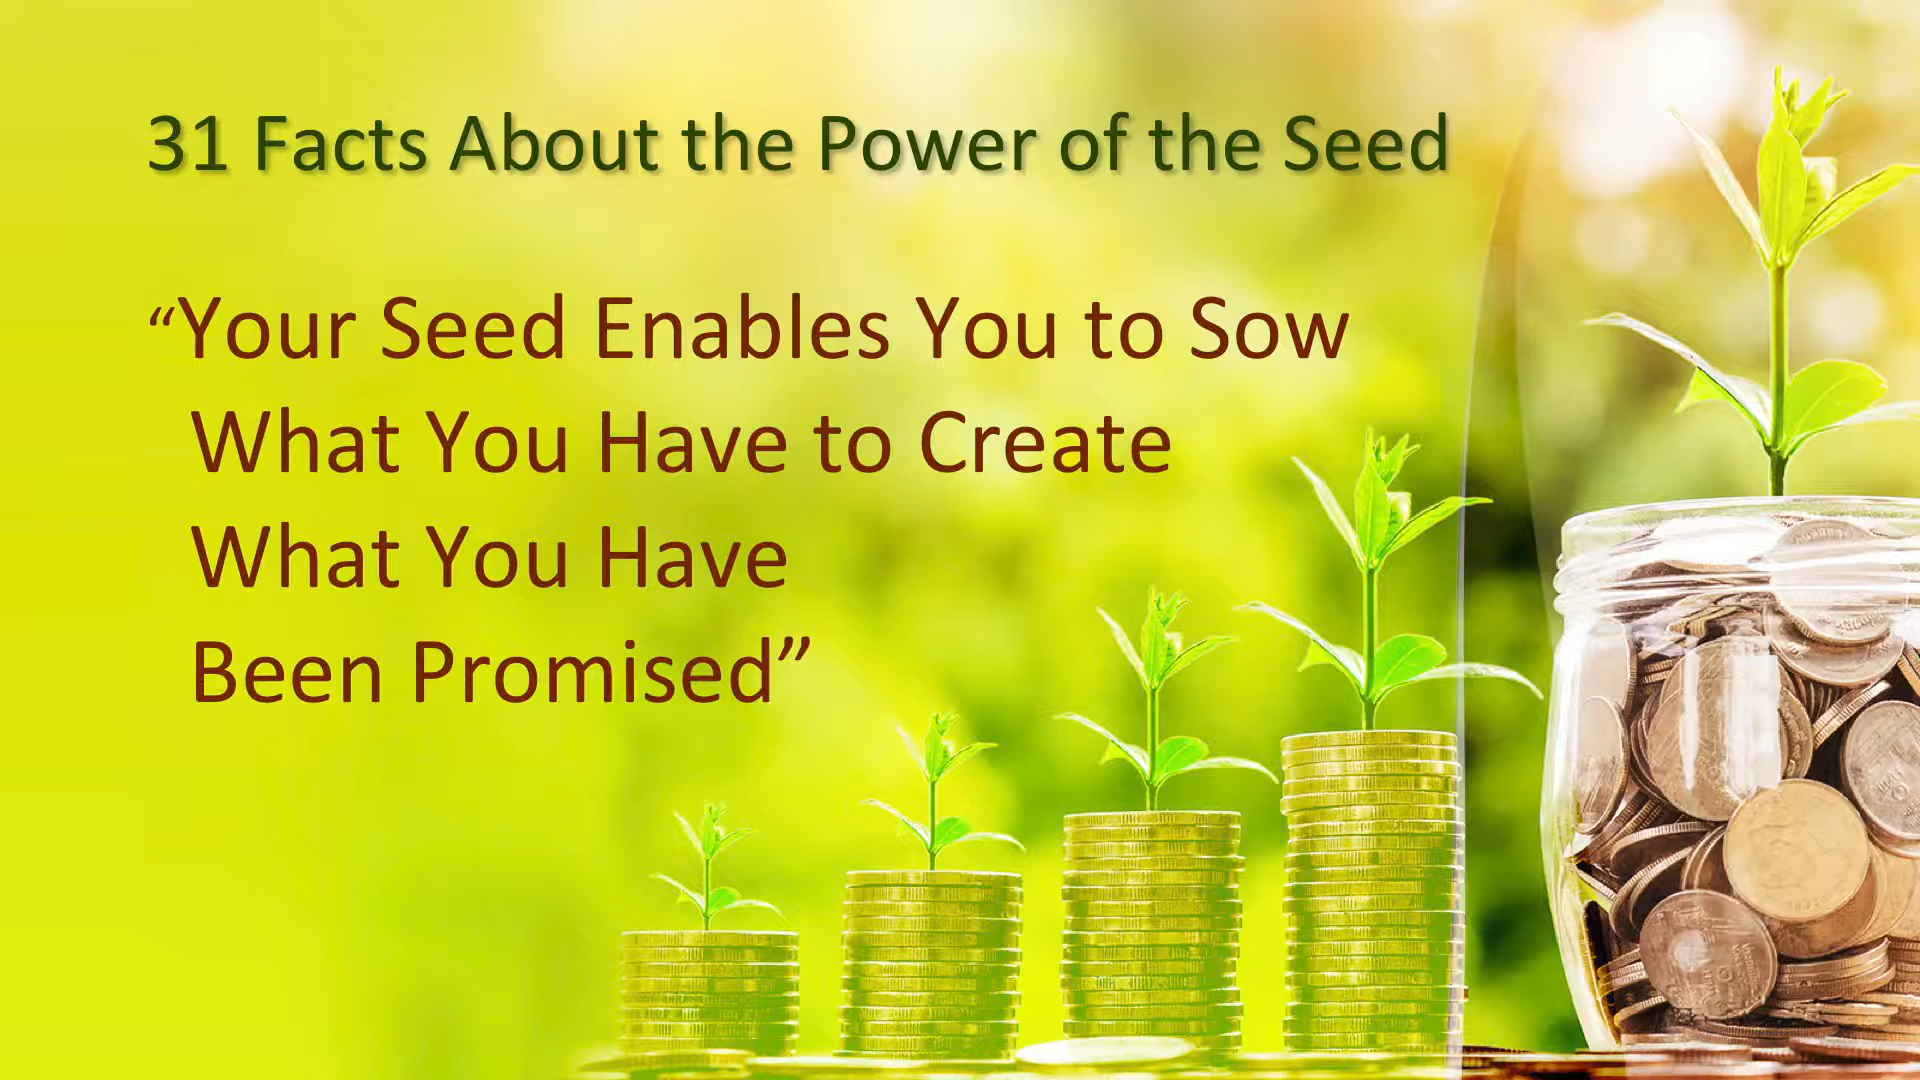 31 Facts About the Power of the Seed
“Your Seed Enables You to Sow
What You Have to Create
What You Have
Been Promised”